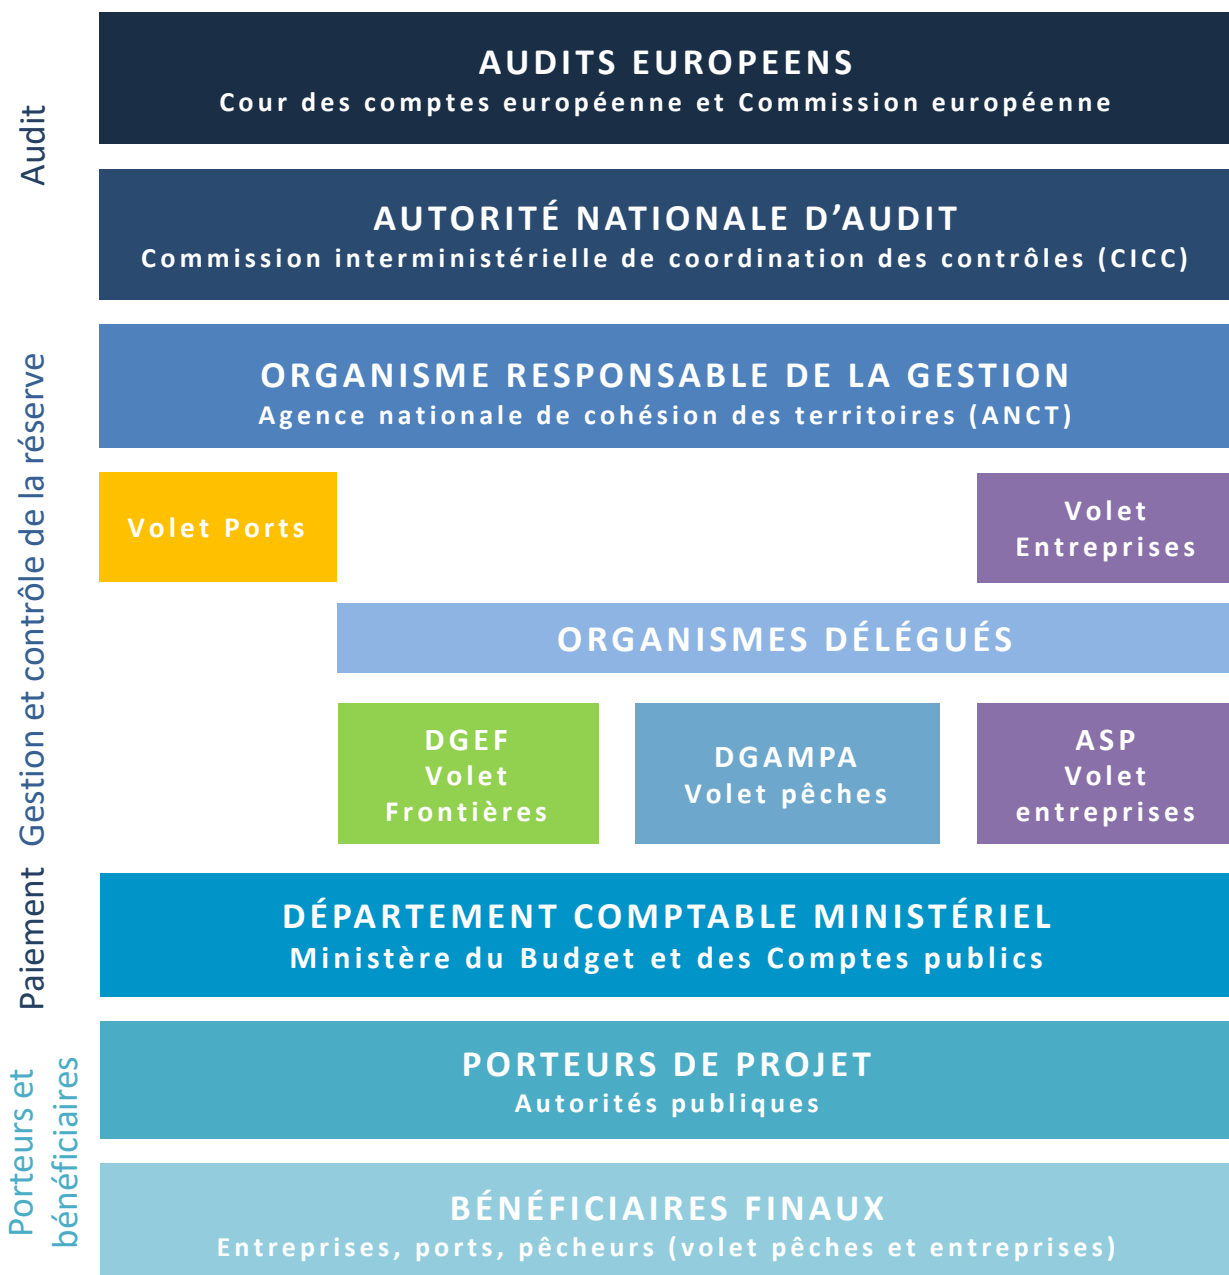 Audit
AUDITS EUROPEENS
Cour des comptes européenne et Commission européenne
AUTORITÉ NATIONALE D’AUDIT
Commission interministérielle de coordination des contrôles (CICC)
Gestion et contrôle de la réserve
ORGANISME RESPONSABLE DE LA GESTION
Agence nationale de cohésion des territoires (ANCT)
Volet Ports
Volet
Entreprises
ORGANISMES DÉLÉGUÉS
DGEF
Volet
Frontières
DGAMPA
Volet pêches
ASP
Volet
entreprises
Paiement
DÉPARTEMENT COMPTABLE MINISTÉRIEL
Ministère du Budget et des Comptes publics
Porteurs et
bénéficiaires
PORTEURS DE PROJET
Autorités publiques
BÉNÉFICIAIRES FINAUX
Entreprises, ports, pêcheurs (volet pêches et entreprises)